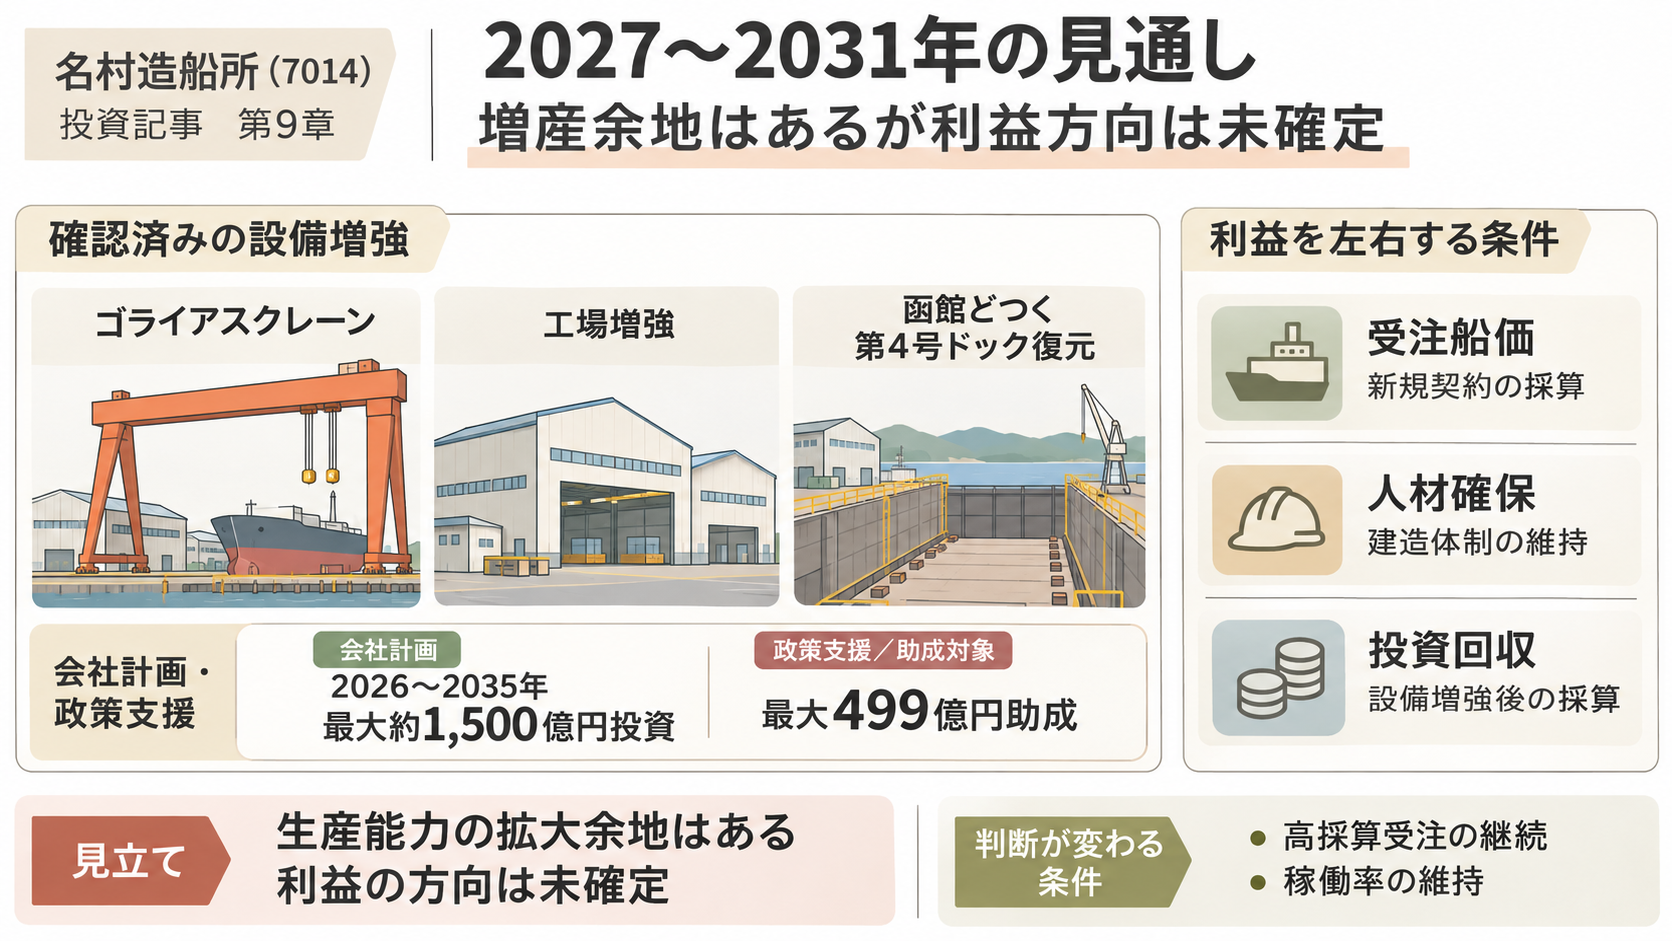 名村造船所（7014）
投資記事　第9章
2027～2031年の見通し
増産余地はあるが利益方向は未確定
確認済みの設備増強
ゴライアスクレーン
工場増強
函館どつく
第4号ドック復元
会社計画・
政策支援
会社計画
2026～2035年
最大約1,500億円投資
政策支援／助成対象
最大499億円助成
利益を左右する条件
受注船価
新規契約の採算
人材確保
建造体制の維持
投資回収
設備増強後の採算
見立て
生産能力の拡大余地はある
利益の方向は未確定
判断が変わる
条件
● 高採算受注の継続
● 稼働率の維持